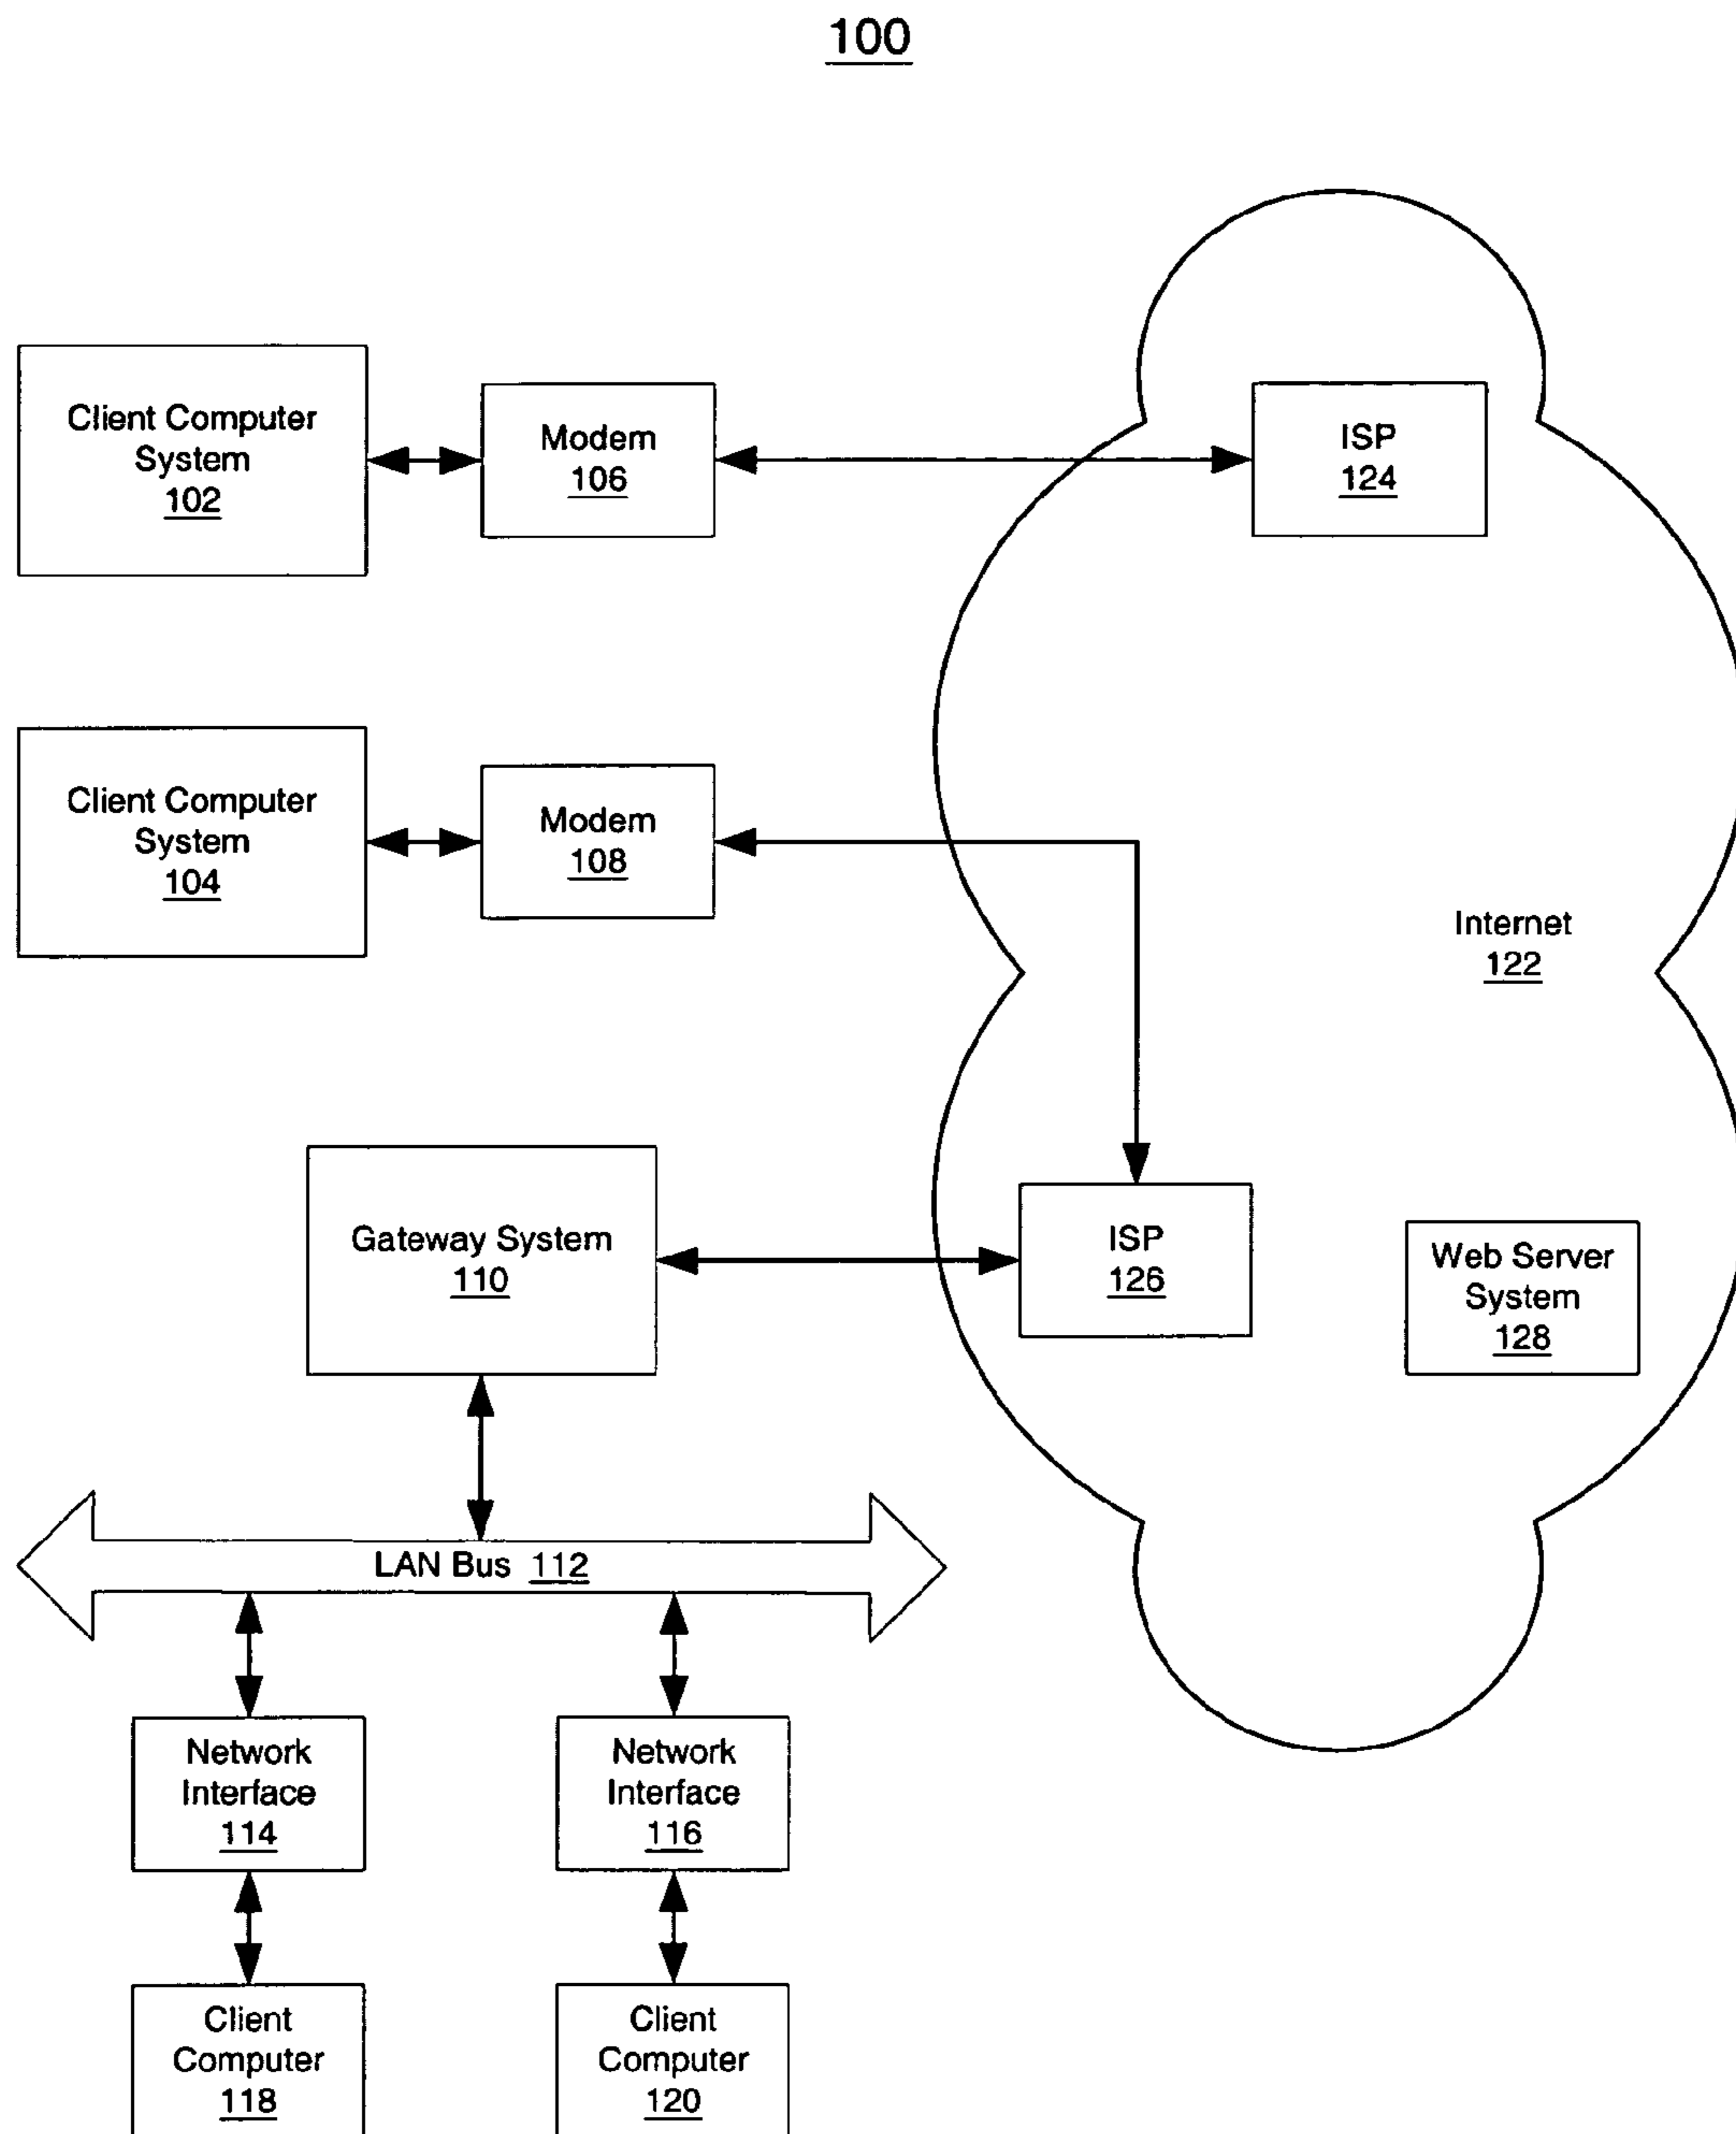 100
Client Computer
System
102
Modem
106
ISP
124
Client Computer
System
104
Modem
108
Internet
122
Gateway System
110
ISP
126
Web Server
System
128
LAN Bus 112
Network
Interface
114
Network
Interface
116
Client
Computer
118
Client
Computer
120